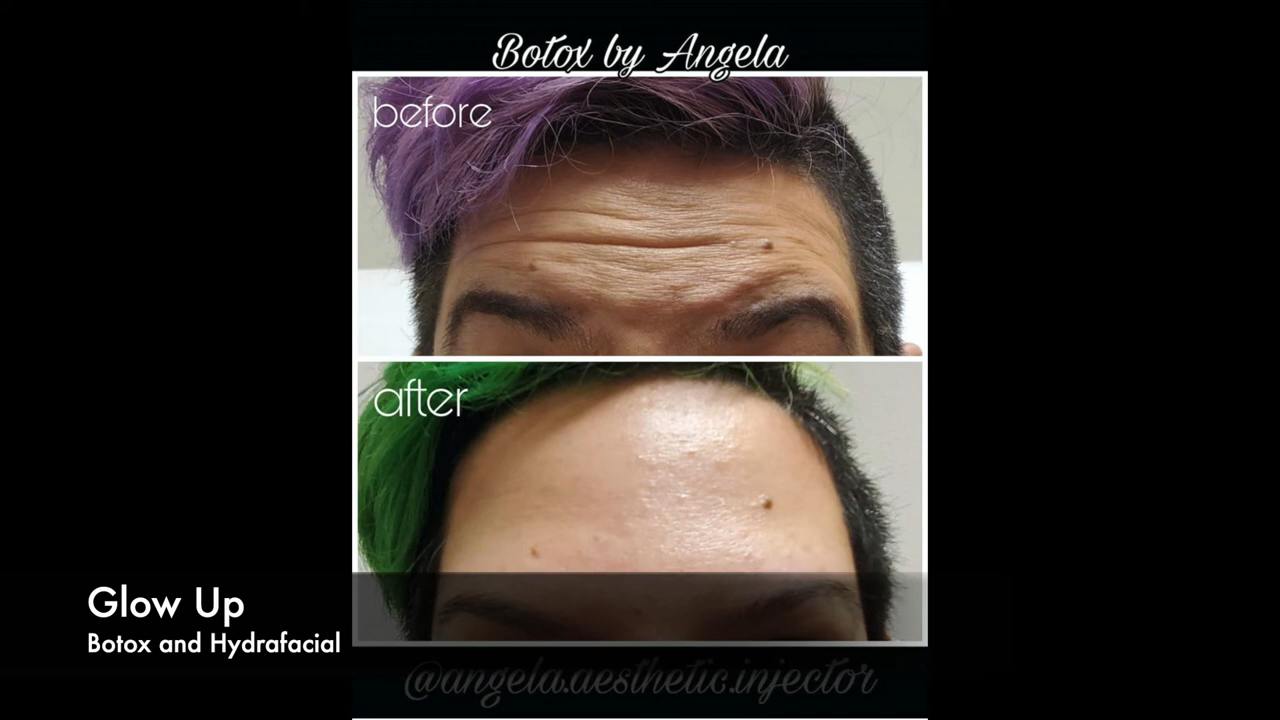 Botox by Angela
before
after
Glow Up
Botox and Hydrafacial
@angela.aesthetic.injector